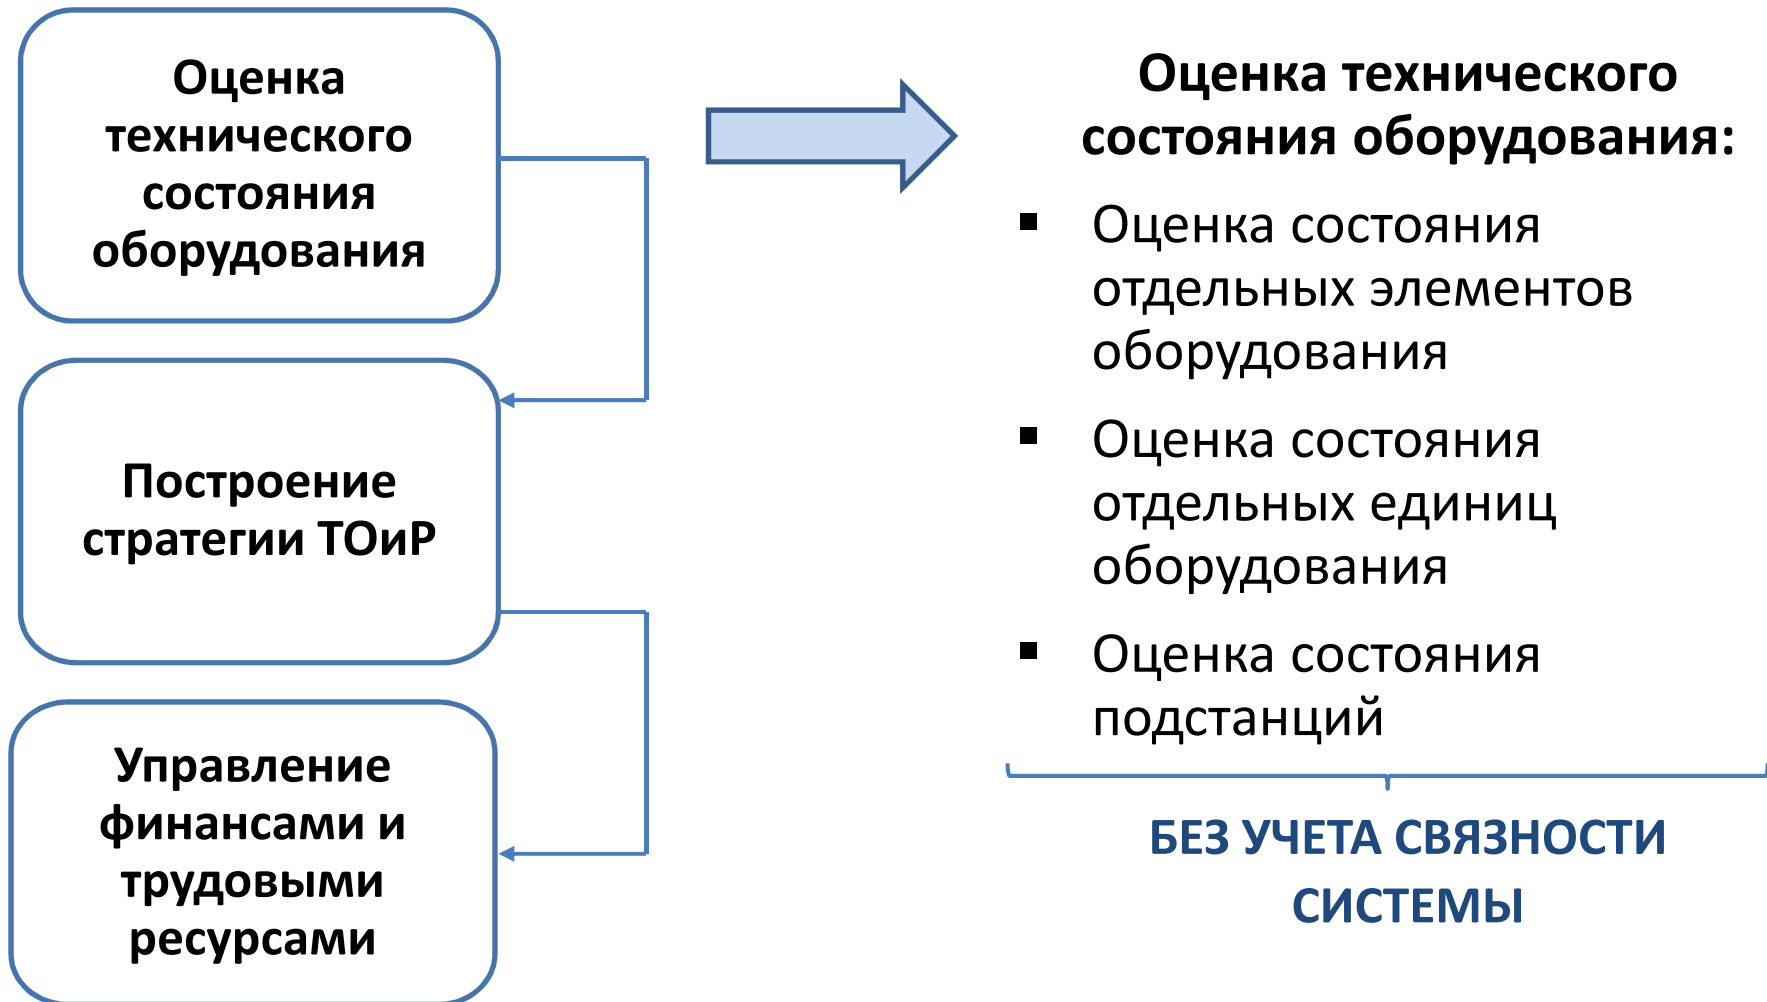 Оценка
технического
состояния
оборудования
Построение
стратегии ТОиР
Управление
финансами и
трудовыми
ресурсами
Оценка технического
состояния оборудования:
▪ Оценка состояния
отдельных элементов
оборудования
▪ Оценка состояния
отдельных единиц
оборудования
▪ Оценка состояния
подстанций
БЕЗ УЧЕТА СВЯЗНОСТИ
СИСТЕМЫ